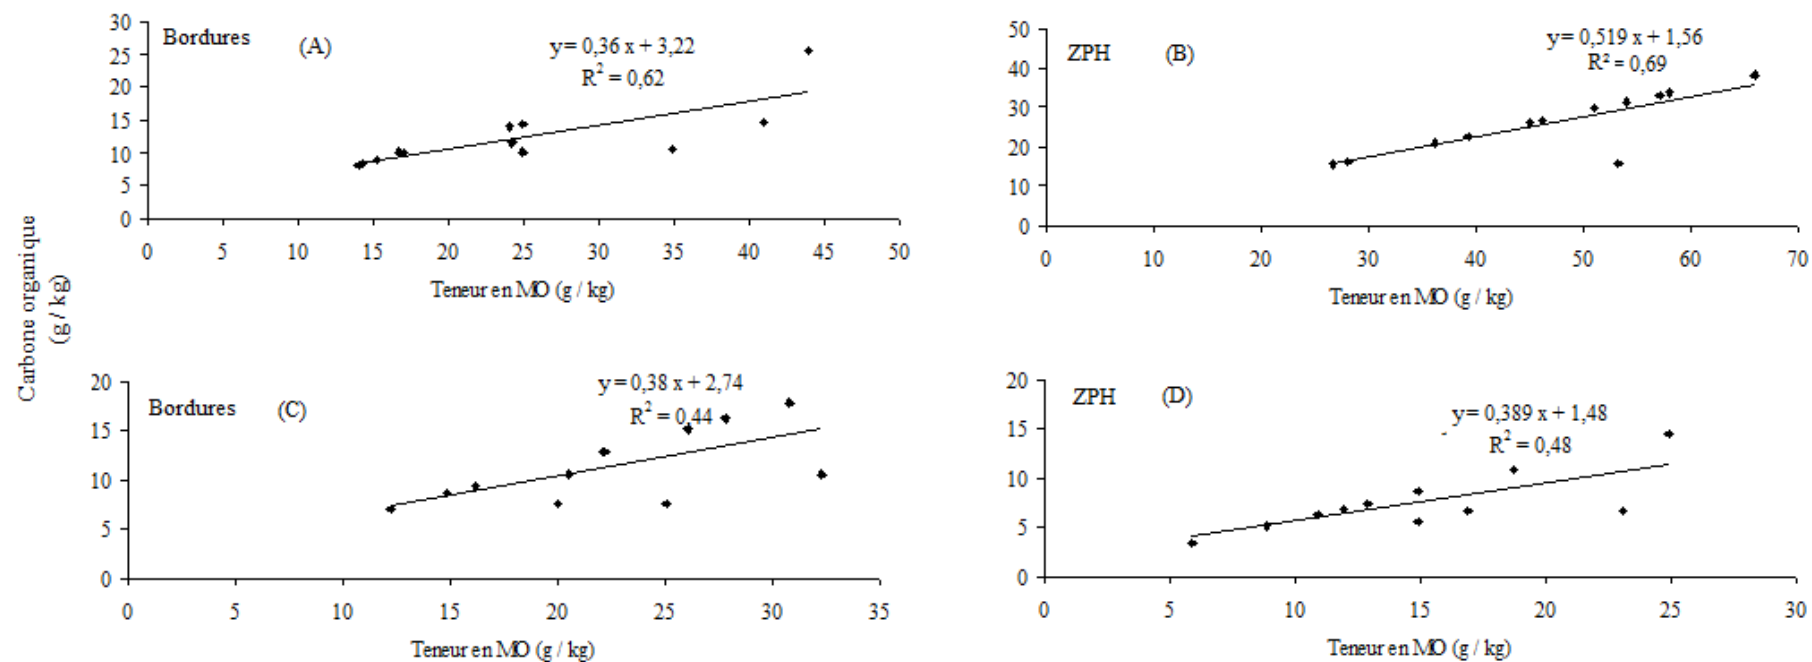 Carbone organique
(g / kg)
Bordures (A)
y = 0,36 x + 3,22
R² = 0,62
30
25
20
15
10
5
0
0 5 10 15 20 25 30 35 40 45 50
Teneur en MO (g / kg)
ZPH (B)
y = 0,519 x + 1,56
R² = 0,69
50
40
30
20
10
0
0 10 20 30 40 50 60 70
Teneur en MO (g / kg)
Bordures (C)
y = 0,38 x + 2,74
R² = 0,44
20
15
10
5
0
0 5 10 15 20 25 30 35
Teneur en MO (g / kg)
ZPH (D)
y = 0,389 x + 1,48
R² = 0,48
20
15
10
5
0
0 5 10 15 20 25 30
Teneur en MO (g / kg)